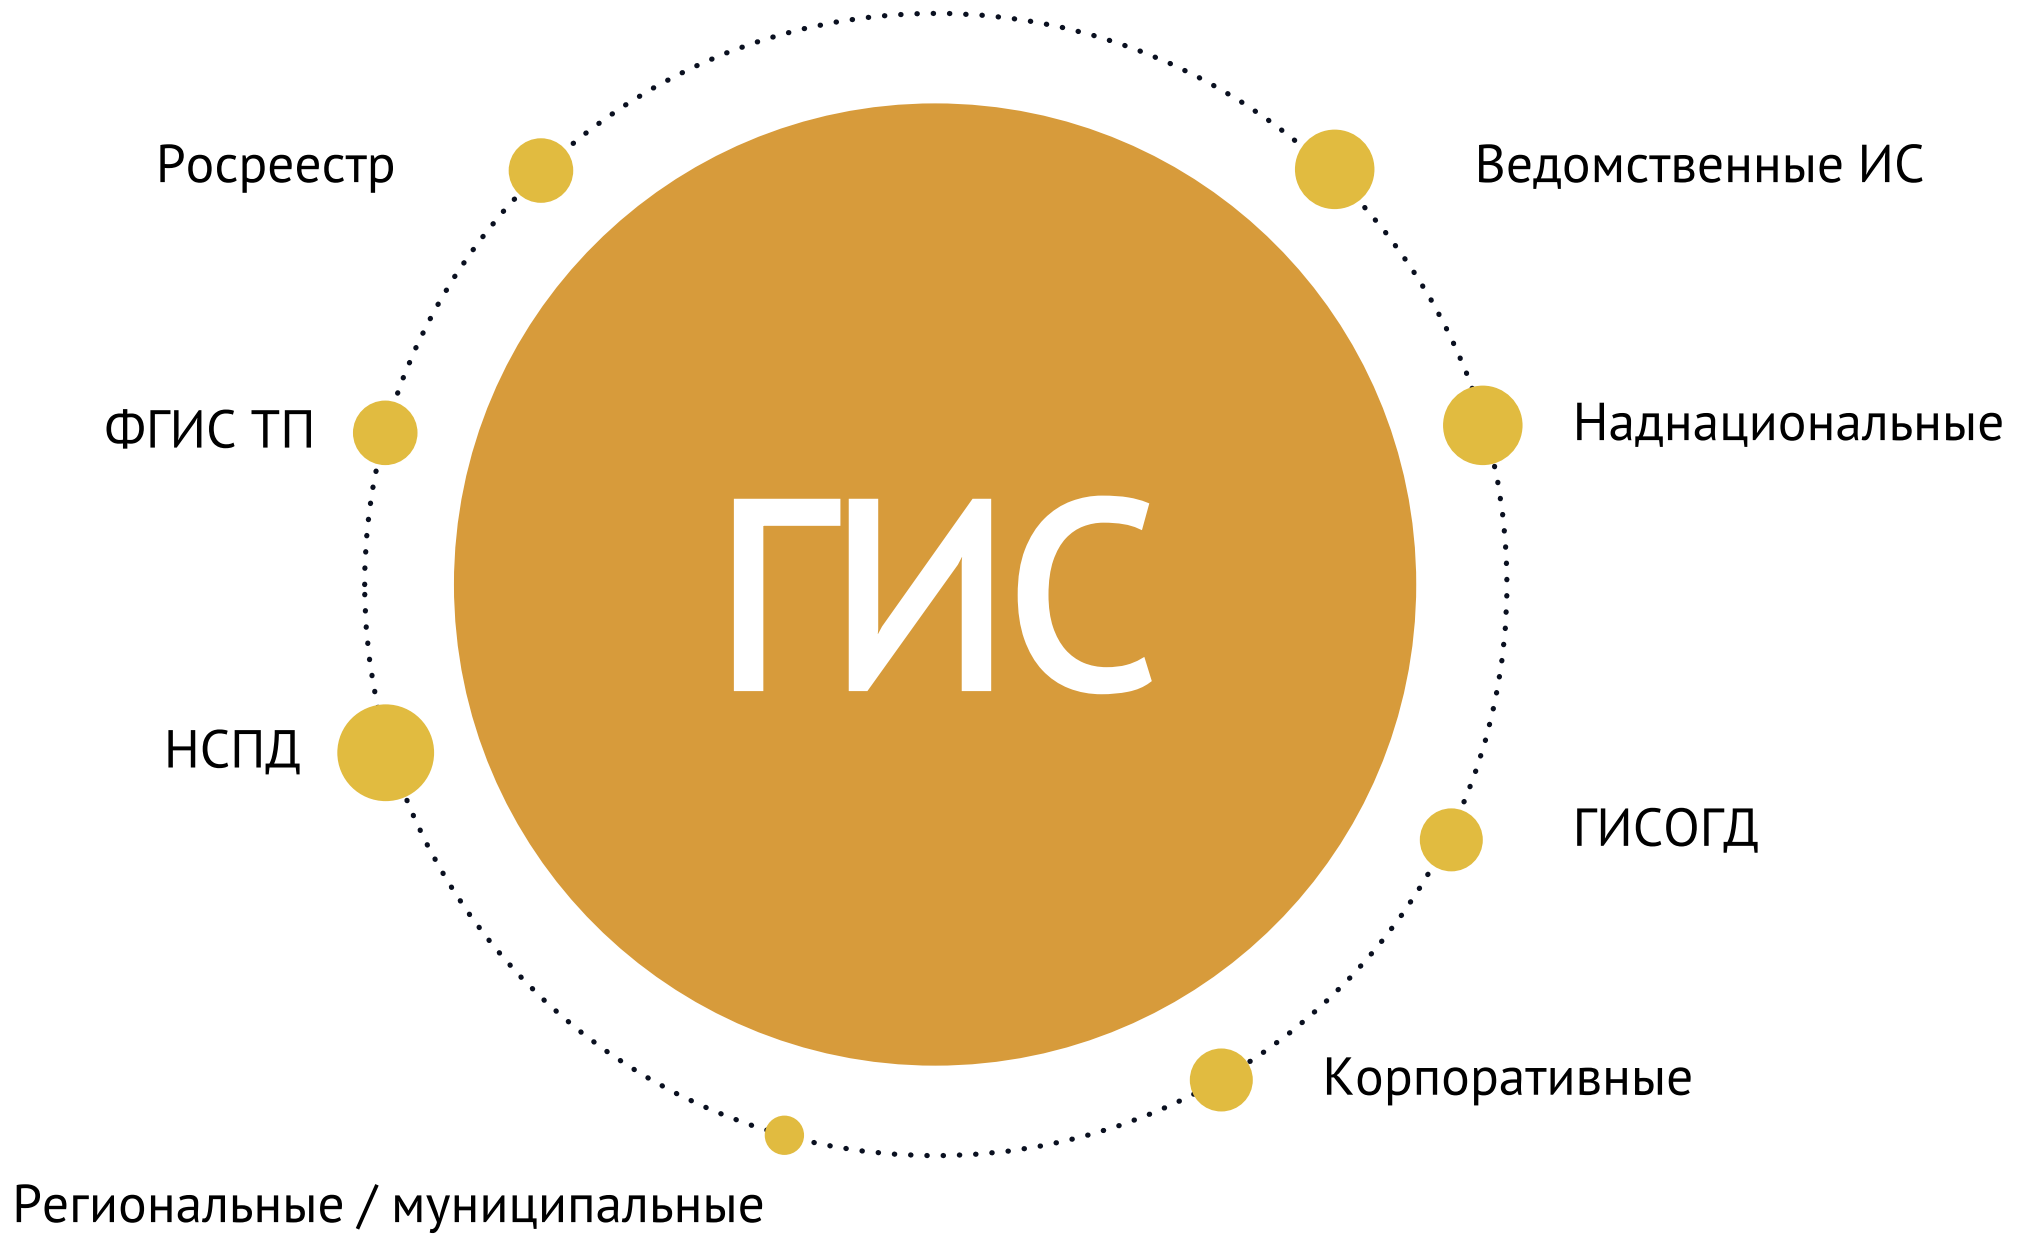 Росреестр
Ведомственные ИС
ФГИС ТП
Наднациональные
ГИС
НСПД
ГИСОГД
Корпоративные
Региональные / муниципальные